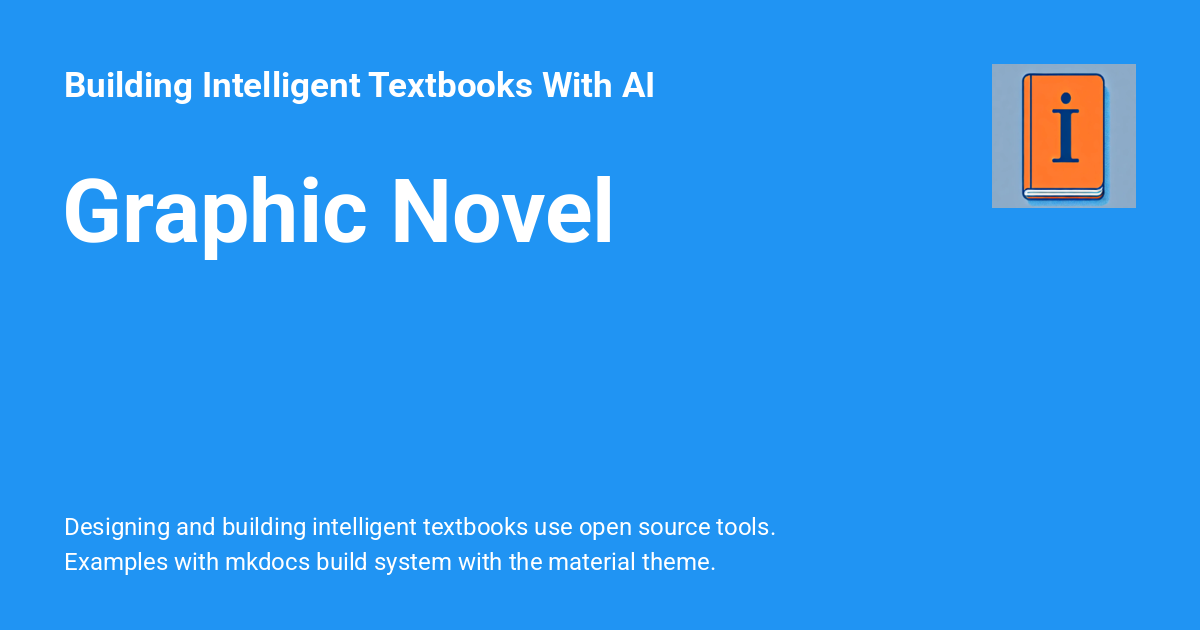 Building Intelligent Textbooks With AI
i
Graphic Novel
Designing and building intelligent textbooks use open source tools.
Examples with mkdocs build system with the material theme.